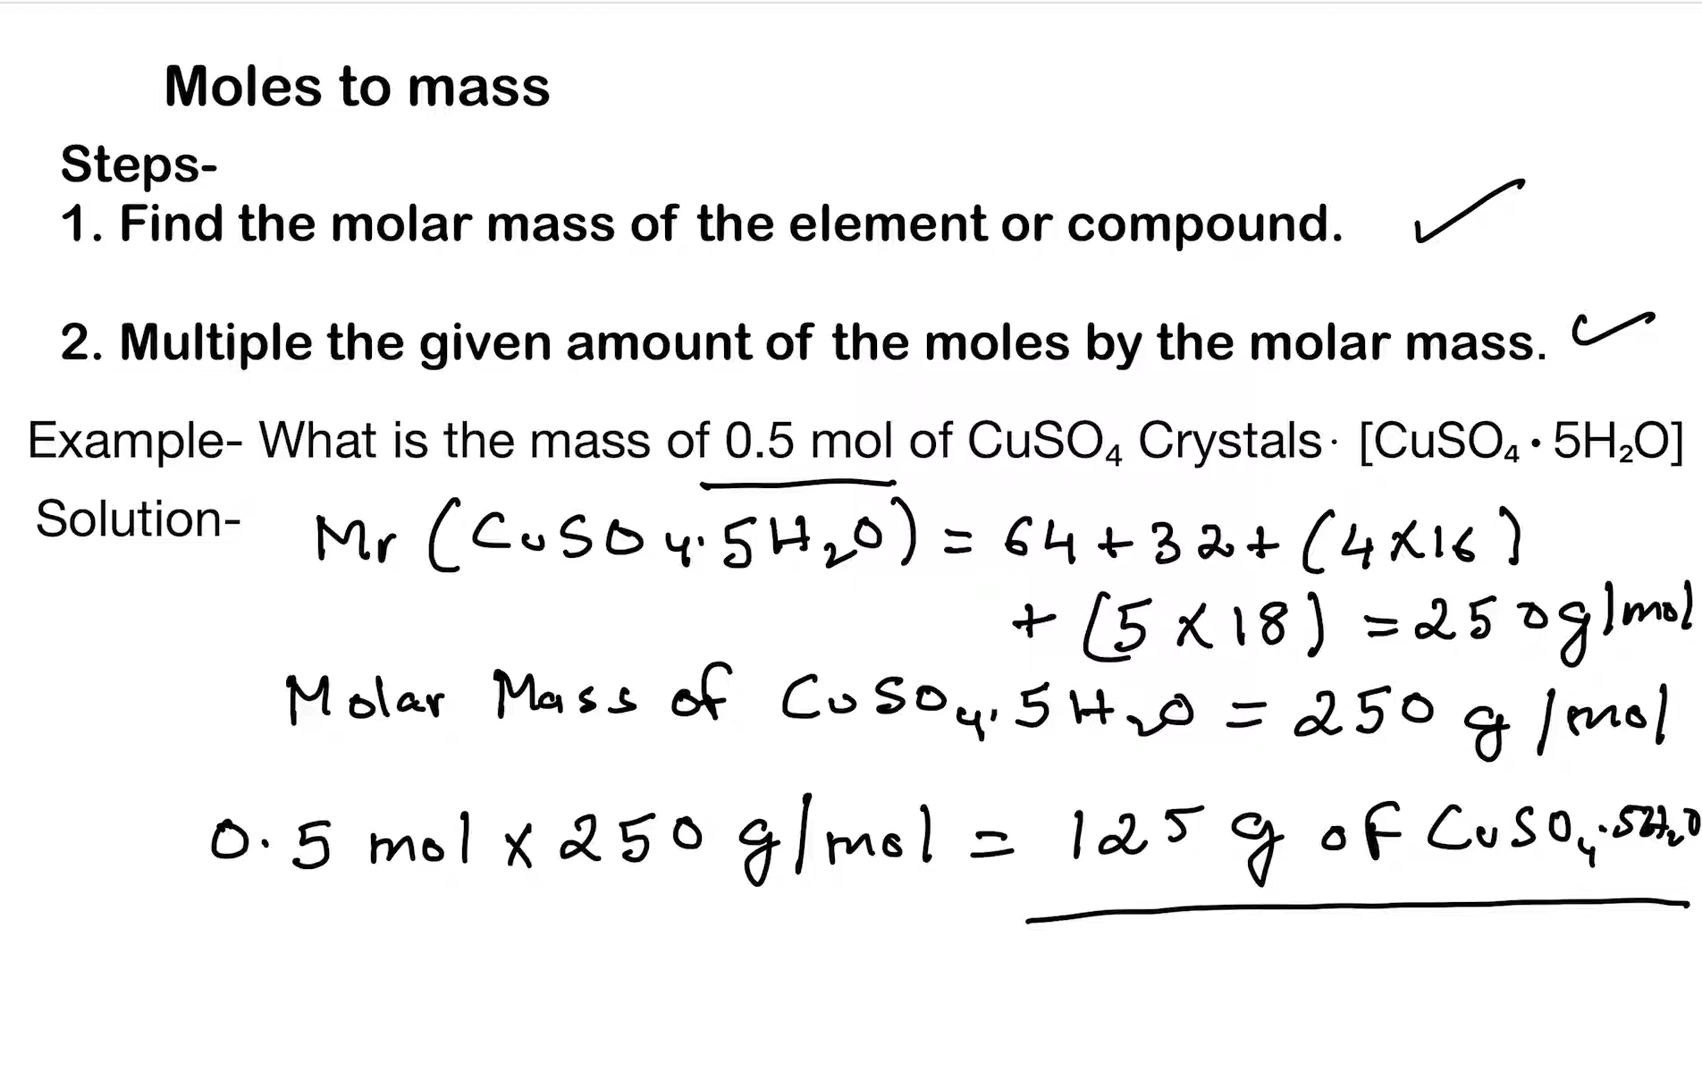 Moles to mass
Steps-
1. Find the molar mass of the element or compound.
2. Multiple the given amount of the moles by the molar mass.
Example- What is the mass of 0.5 mol of CuSO₄ Crystals· [CuSO₄ · 5H₂O]
Solution- Mr (CuSO₄·5H₂O) = 64 + 32 + (4×16)
+ (5 × 18) = 250g/mol
Molar Mass of CuSO₄·5H₂O = 250 g/mol
0.5 mol × 250 g/mol = 125 g of CuSO₄·5H₂O